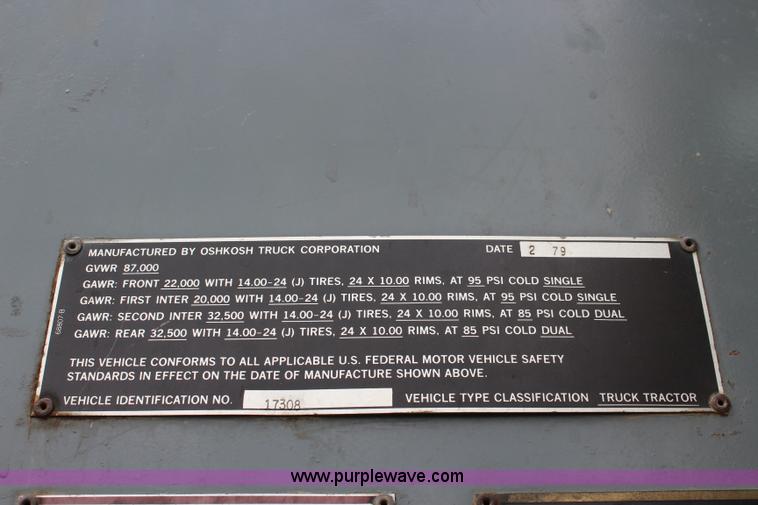 MANUFACTURED BY OSHKOSH TRUCK CORPORATION DATE 2 79
GVWR 87,000
GAWR: FRONT 22,000 WITH 14.00-24 (J) TIRES, 24 X 10.00 RIMS, AT 95 PSI COLD SINGLE
GAWR: FIRST INTER 20,000 WITH 14.00-24 (J) TIRES, 24 X 10.00 RIMS, AT 95 PSI COLD SINGLE
GAWR: SECOND INTER 32,500 WITH 14.00-24 (J) TIRES, 24 X 10.00 RIMS, AT 85 PSI COLD DUAL
GAWR: REAR 32,500 WITH 14.00-24 (J) TIRES, 24 X 10.00 RIMS, AT 85 PSI COLD DUAL
68807-B
THIS VEHICLE CONFORMS TO ALL APPLICABLE U.S. FEDERAL MOTOR VEHICLE SAFETY
STANDARDS IN EFFECT ON THE DATE OF MANUFACTURE SHOWN ABOVE.
VEHICLE IDENTIFICATION NO. 17308 VEHICLE TYPE CLASSIFICATION TRUCK TRACTOR
www.purplewave.com